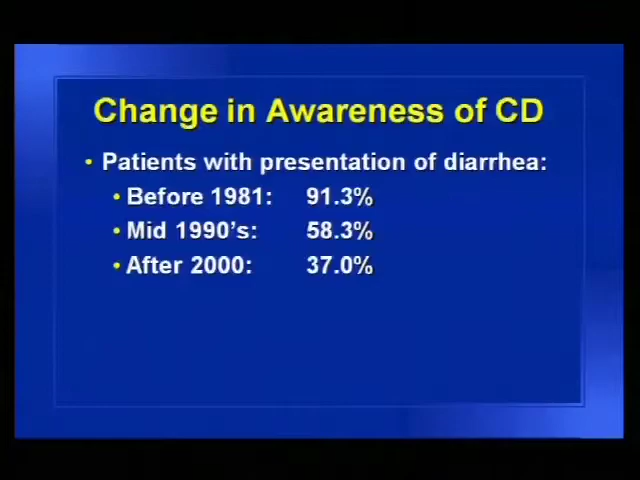 Change in Awareness of CD
• Patients with presentation of diarrhea:
• Before 1981: 91.3%
• Mid 1990's: 58.3%
• After 2000: 37.0%